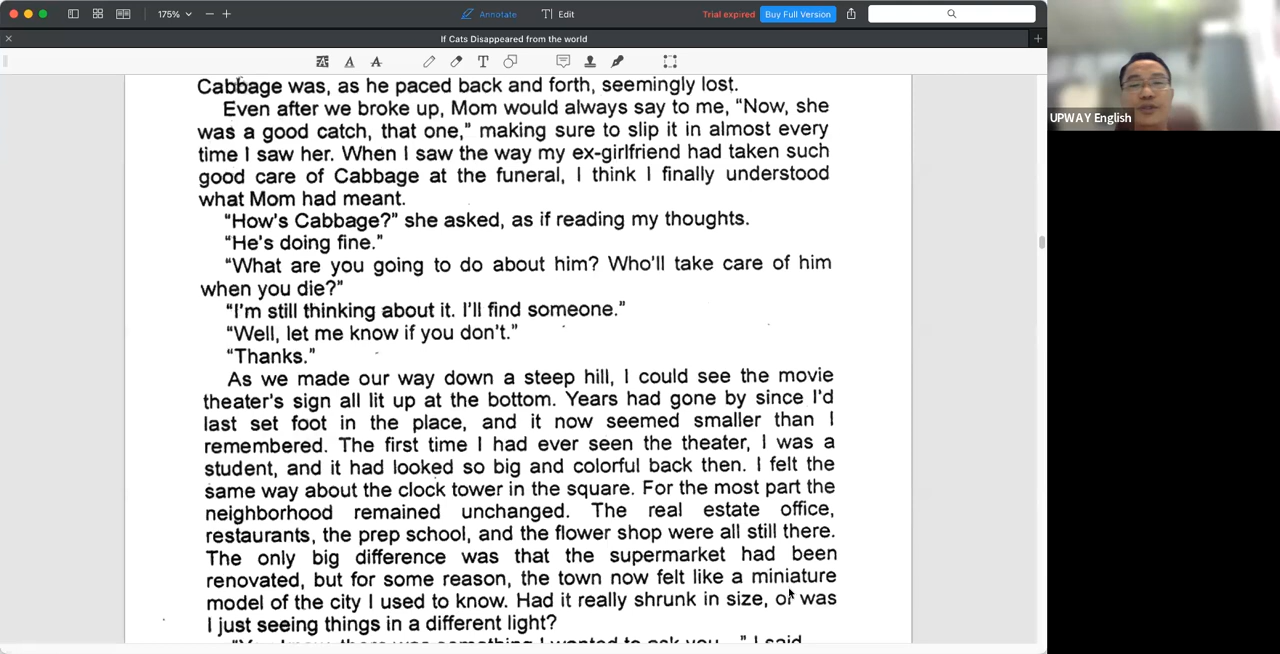 175%
Annotate
Edit
Trial expired
Buy Full Version
If Cats Disappeared from the world
Cabbage was, as he paced back and forth, seemingly lost.
Even after we broke up, Mom would always say to me, “Now, she
was a good catch, that one,” making sure to slip it in almost every
time I saw her. When I saw the way my ex-girlfriend had taken such
good care of Cabbage at the funeral, I think I finally understood
what Mom had meant.
“How's Cabbage?” she asked, as if reading my thoughts.
“He's doing fine.”
“What are you going to do about him? Who'll take care of him
when you die?”
“I'm still thinking about it. I'll find someone.”
“Well, let me know if you don't.”
“Thanks.”
As we made our way down a steep hill, I could see the movie
theater's sign all lit up at the bottom. Years had gone by since I'd
last set foot in the place, and it now seemed smaller than I
remembered. The first time I had ever seen the theater, I was a
student, and it had looked so big and colorful back then. I felt the
same way about the clock tower in the square. For the most part the
neighborhood remained unchanged. The real estate office,
restaurants, the prep school, and the flower shop were all still there.
The only big difference was that the supermarket had been
renovated, but for some reason, the town now felt like a miniature
model of the city I used to know. Had it really shrunk in size, or was
I just seeing things in a different light?
“You know, there was something I wanted to ask you...” I said
UPWAY English